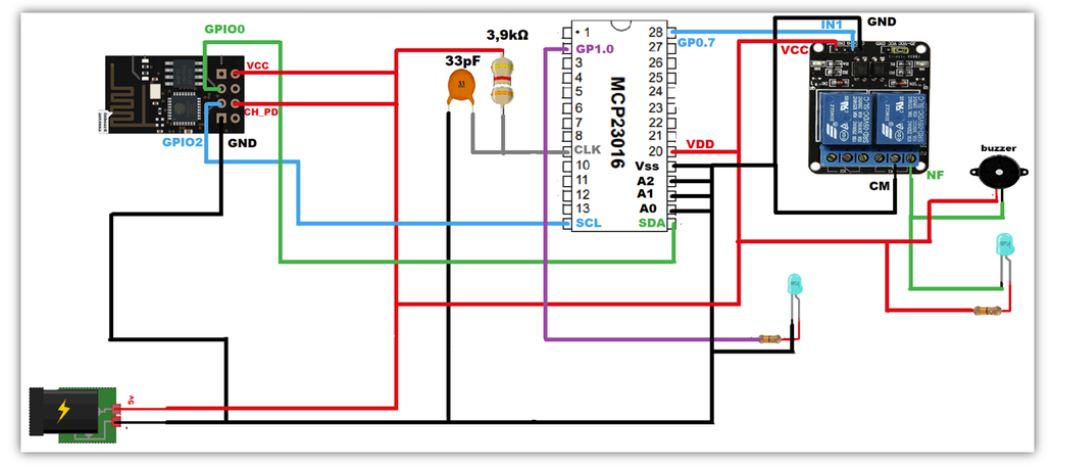 GPIO0
VCC
CH_PD
GPIO2
GND
5v
33pF
33
3,9kΩ
MCP23016
1
GP1.0
3
4
5
6
7
8
CLK
10
11
12
13
SCL
28
27
26
25
24
23
22
21
20
Vss
A2
A1
A0
SDA
GP0.7
VDD
IN1
GND
VCC
CM
NF
buzzer